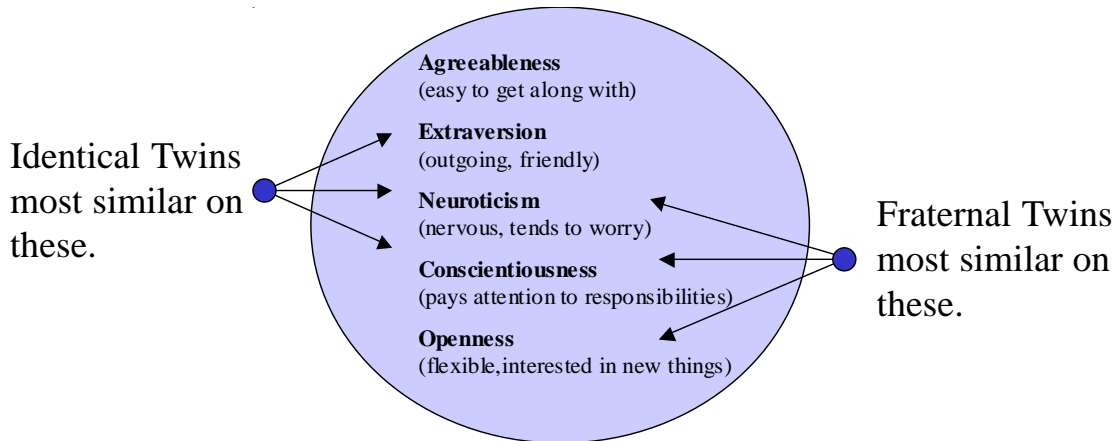 Identical Twins
most similar on
these.
Agreeableness
(easy to get along with)
Extraversion
(outgoing, friendly)
Neuroticism
(nervous, tends to worry)
Conscientiousness
(pays attention to responsibilities)
Openness
(flexible,interested in new things)
Fraternal Twins
most similar on
these.